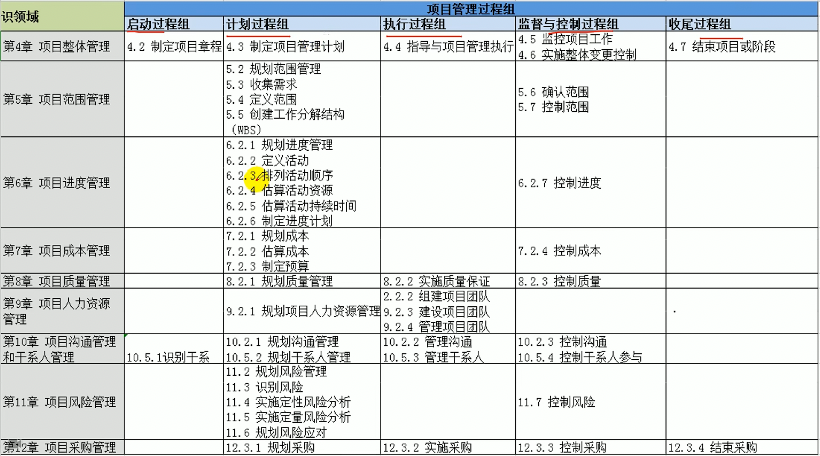 识领域
项目管理过程组
启动过程组 计划过程组 执行过程组 监督与控制过程组 收尾过程组
第4章 项目整体管理
4.2 制定项目章程
4.3 制定项目管理计划
4.4 指导与项目管理执行
4.5 监控项目工作
4.6 实施整体变更控制
4.7 结束项目或阶段
第5章 项目范围管理
5.2 规划范围管理
5.3 收集需求
5.4 定义范围
5.5 创建工作分解结构
（WBS）
5.6 确认范围
5.7 控制范围
第6章 项目进度管理
6.2.1 规划进度管理
6.2.2 定义活动
6.2.3 排列活动顺序
6.2.4 估算活动资源
6.2.5 估算活动持续时间
6.2.6 制定进度计划
6.2.7 控制进度
第7章 项目成本管理
7.2.1 规划成本
7.2.2 估算成本
7.2.3 制定预算
7.2.4 控制成本
第8章 项目质量管理
8.2.1 规划质量管理
8.2.2 实施质量保证
8.2.3 控制质量
第9章 项目人力资源
管理
9.2.1 规划项目人力资源管理
2.2.2 组建项目团队
9.2.3 建设项目团队
9.2.4 管理项目团队
第10章 项目沟通管理
和干系人管理
10.5.1识别干系
10.2.1 规划沟通管理
10.5.2 规划干系人管理
10.2.2 管理沟通
10.5.3 管理干系人
10.2.3 控制沟通
10.5.4 控制干系人参与
第11章 项目风险管理
11.2 规划风险管理
11.3 识别风险
11.4 实施定性风险分析
11.5 实施定量风险分析
11.6 规划风险应对
11.7 控制风险
第12章 项目采购管理
12.3.1 规划采购
12.3.2 实施采购
12.3.3 控制采购
12.3.4 结束采购